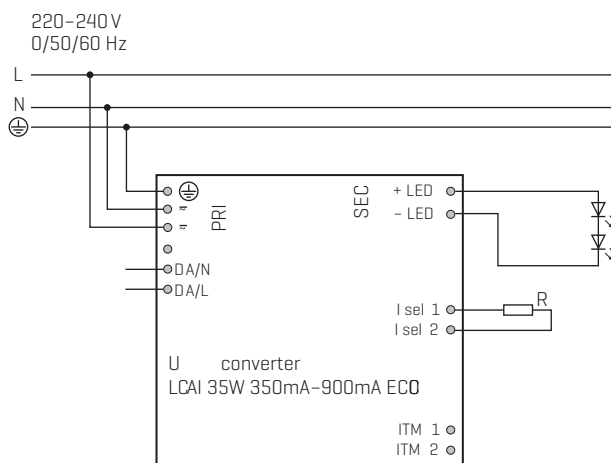 220–240 V
0/50/60 Hz
L
N
PRI
SEC
+ LED
– LED
DA/N
DA/L
I sel 1
R
I sel 2
U converter
LCAI 35W 350mA–900mA ECO
ITM 1
ITM 2